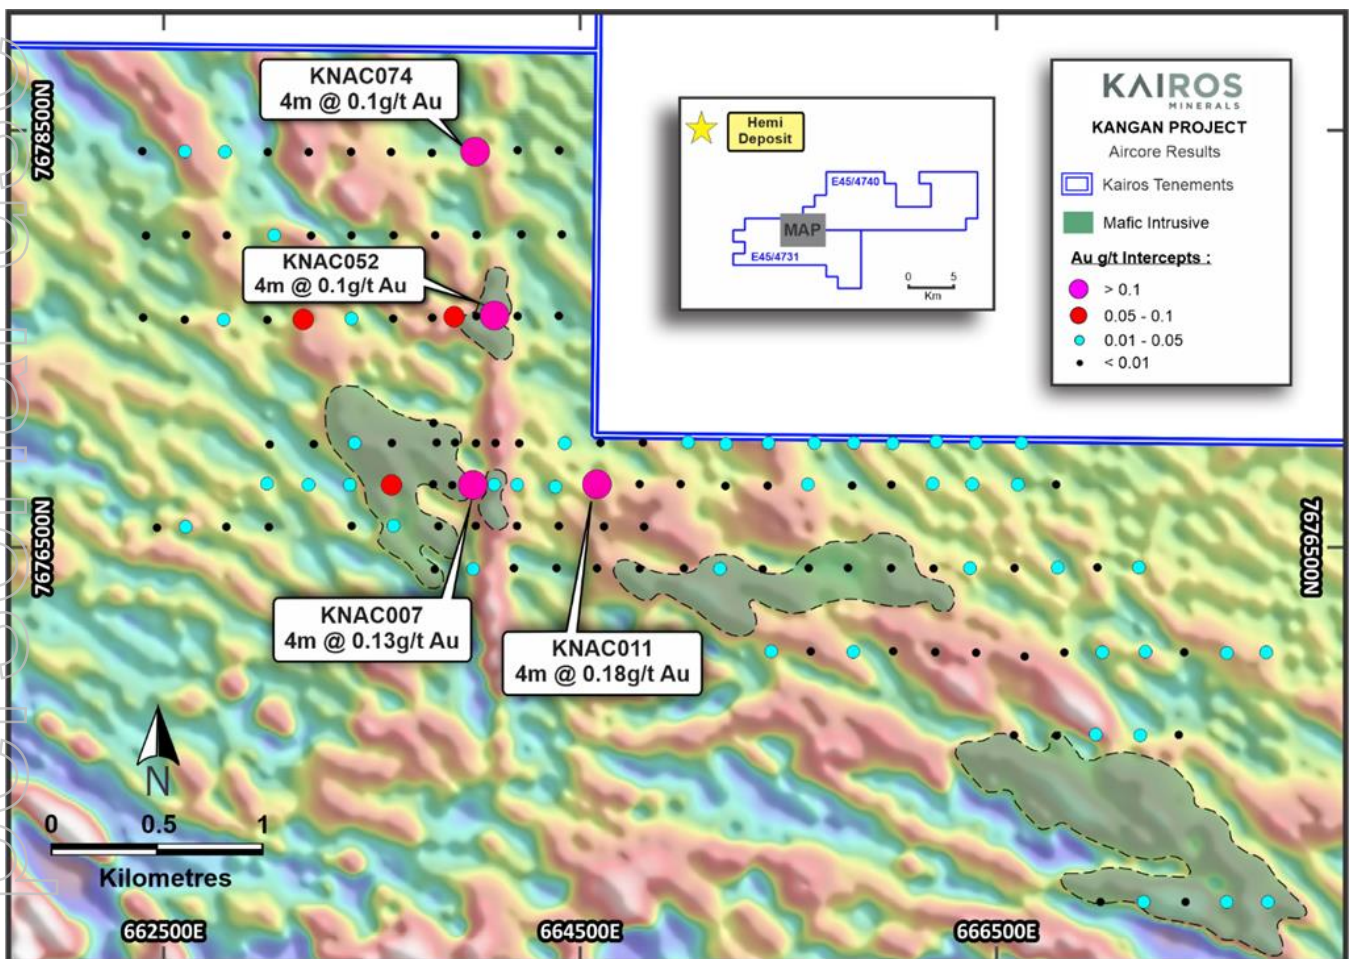 KNAC074
4m @ 0.1g/t Au
7678500N
KNAC052
4m @ 0.1g/t Au
Hemi
Deposit
E45/4740
MAP
E45/4731
0 5
Km
KAIROS
MINERALS
KANGAN PROJECT
Aircore Results
Kairos Tenements
Mafic Intrusive
Au g/t Intercepts :
> 0.1
0.05 - 0.1
0.01 - 0.05
< 0.01
7676500N
7676500N
KNAC007
4m @ 0.13g/t Au
KNAC011
4m @ 0.18g/t Au
N
0 0.5 1
Kilometres
662500E
664500E
666500E